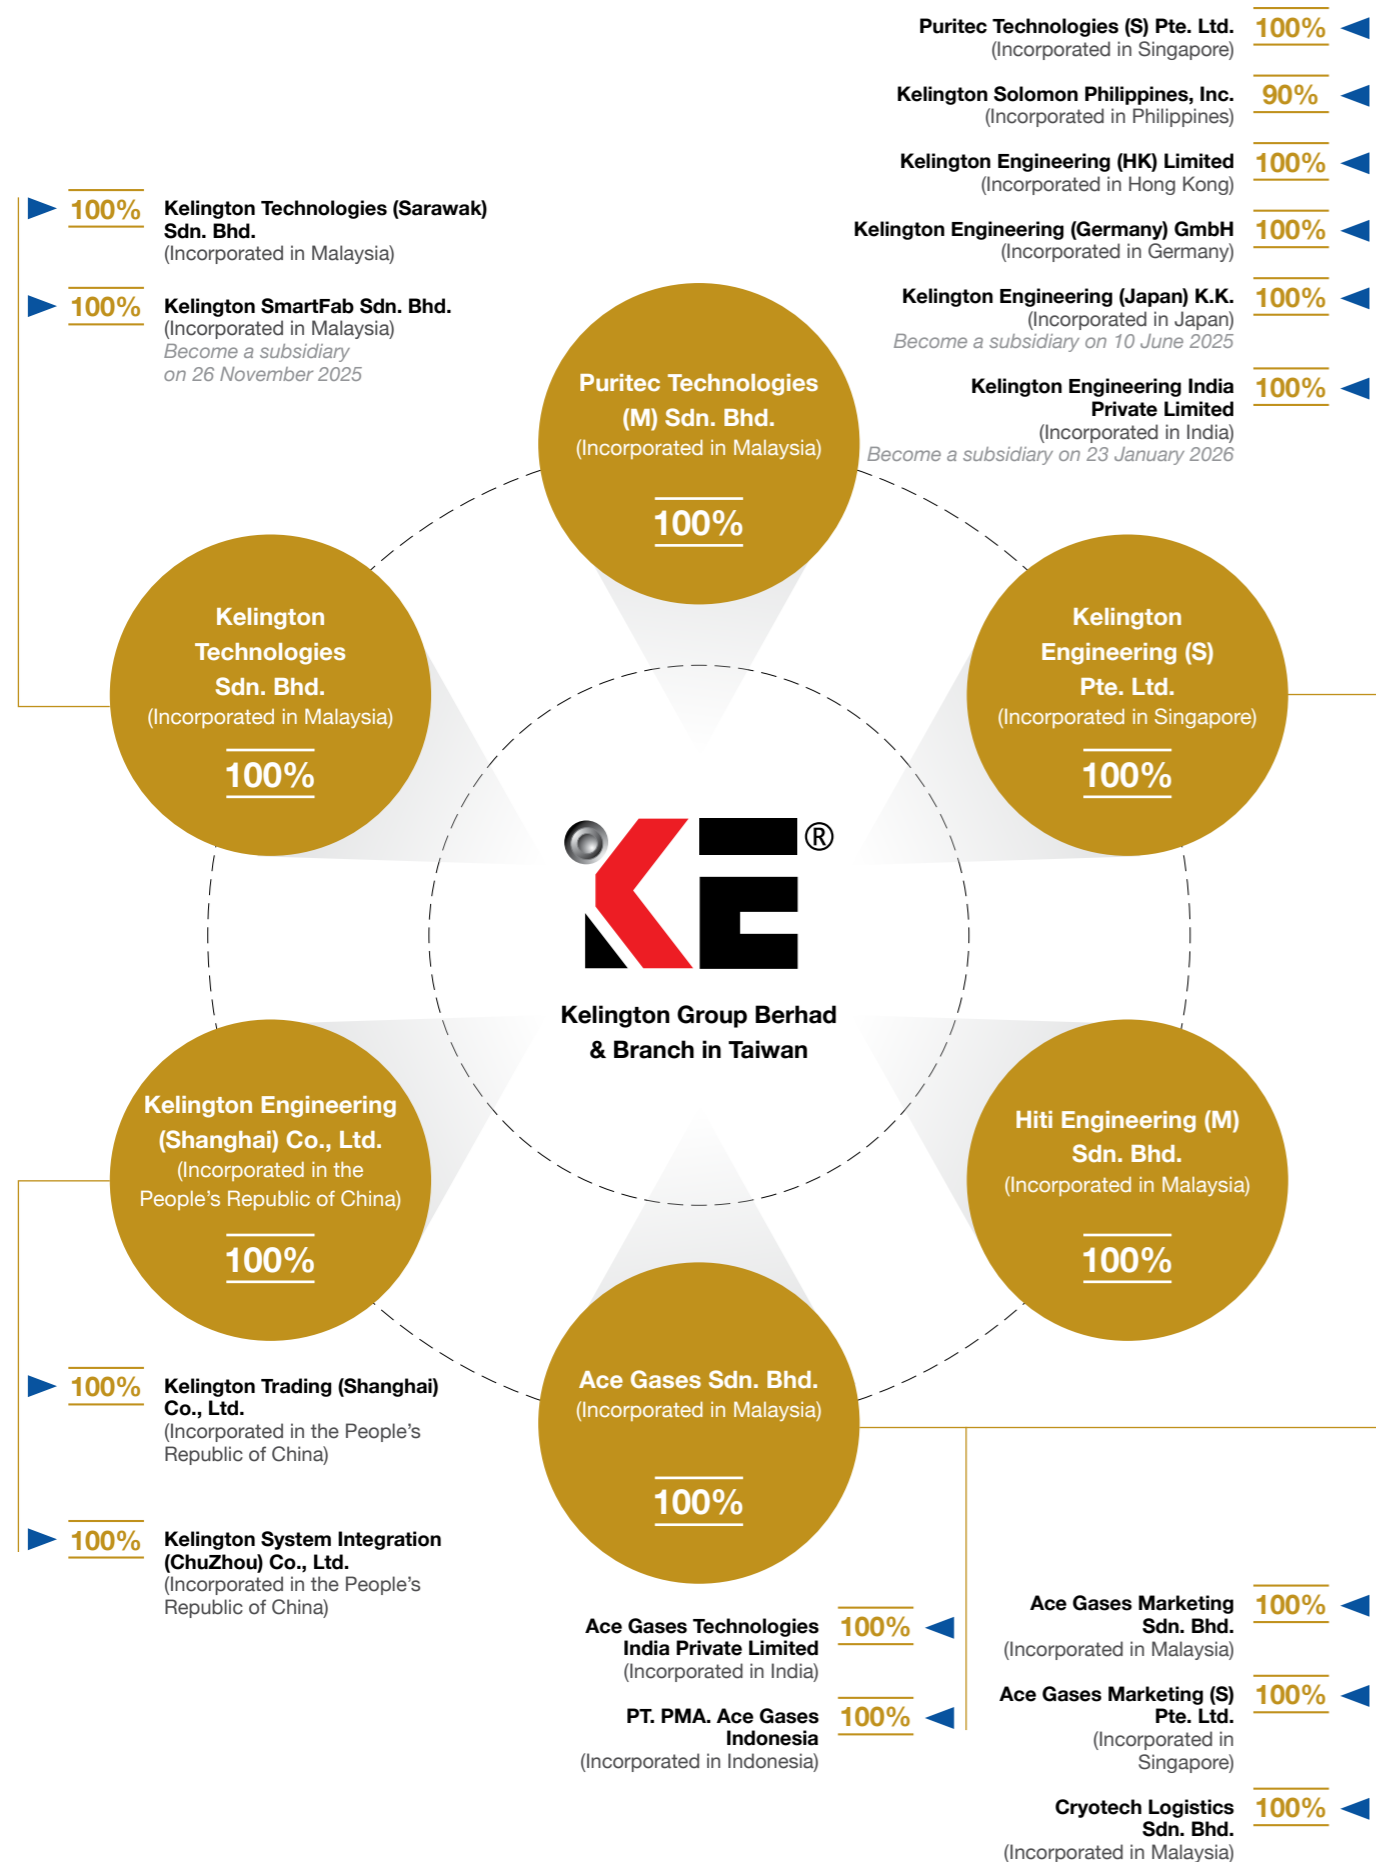 Puritec Technologies (S) Pte. Ltd.
(Incorporated in Singapore)
100%
Kelington Solomon Philippines, Inc.
(Incorporated in Philippines)
90%
Kelington Engineering (HK) Limited
(Incorporated in Hong Kong)
100%
Kelington Engineering (Germany) GmbH
(Incorporated in Germany)
100%
Kelington Engineering (Japan) K.K.
(Incorporated in Japan)
Become a subsidiary on 10 June 2025
100%
Kelington Engineering India
Private Limited
(Incorporated in India)
Become a subsidiary on 23 January 2026
100%
100%
Kelington Technologies (Sarawak)
Sdn. Bhd.
(Incorporated in Malaysia)
100%
Kelington SmartFab Sdn. Bhd.
(Incorporated in Malaysia)
Become a subsidiary
on 26 November 2025
Puritec Technologies
(M) Sdn. Bhd.
(Incorporated in Malaysia)
100%
Kelington
Technologies
Sdn. Bhd.
(Incorporated in Malaysia)
100%
Kelington
Engineering (S)
Pte. Ltd.
(Incorporated in Singapore)
100%
KE®
Kelington Group Berhad
& Branch in Taiwan
Kelington Engineering
(Shanghai) Co., Ltd.
(Incorporated in the
People's Republic of China)
100%
Hiti Engineering (M)
Sdn. Bhd.
(Incorporated in Malaysia)
100%
Ace Gases Sdn. Bhd.
(Incorporated in Malaysia)
100%
100%
Kelington Trading (Shanghai)
Co., Ltd.
(Incorporated in the People's
Republic of China)
100%
Kelington System Integration
(ChuZhou) Co., Ltd.
(Incorporated in the People's
Republic of China)
Ace Gases Technologies
India Private Limited
(Incorporated in India)
100%
PT. PMA. Ace Gases
Indonesia
(Incorporated in Indonesia)
100%
Ace Gases Marketing
Sdn. Bhd.
(Incorporated in Malaysia)
100%
Ace Gases Marketing (S)
Pte. Ltd.
(Incorporated in
Singapore)
100%
Cryotech Logistics
Sdn. Bhd.
(Incorporated in Malaysia)
100%